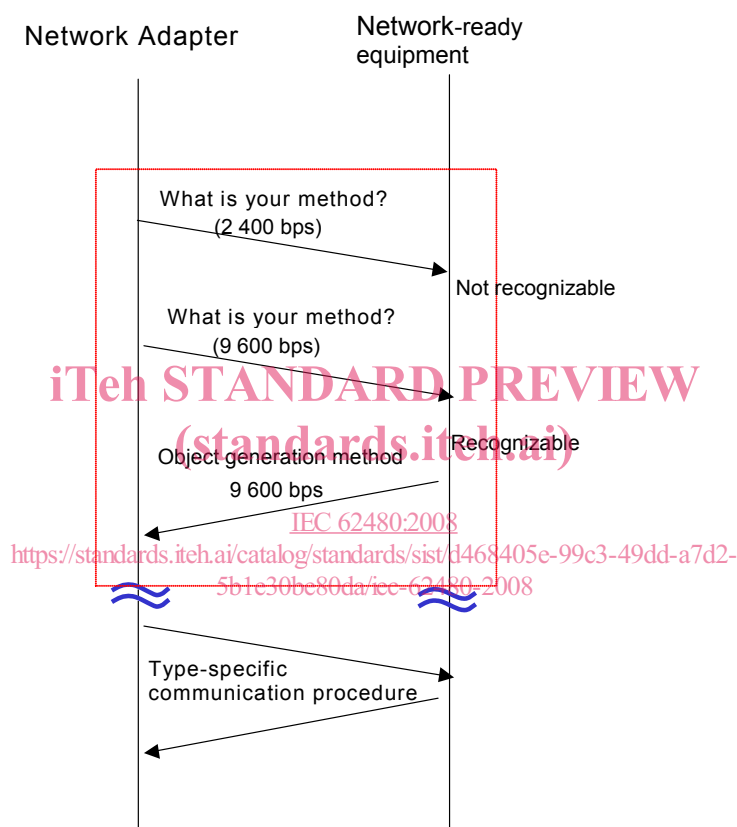 Network Adapter
Network-ready
equipment
What is your method?
(2 400 bps)
Not recognizable
What is your method?
(9 600 bps)
iTeh STANDARD PREVIEW
(standards.iteh.ai)
Recognizable
Object generation method
9 600 bps
IEC 62480:2008
https://standards.iteh.ai/catalog/standards/sist/d468405e-99c3-49dd-a7d2-
5b1e30be80da/iec-62480-2008
Type-specific
communication procedure